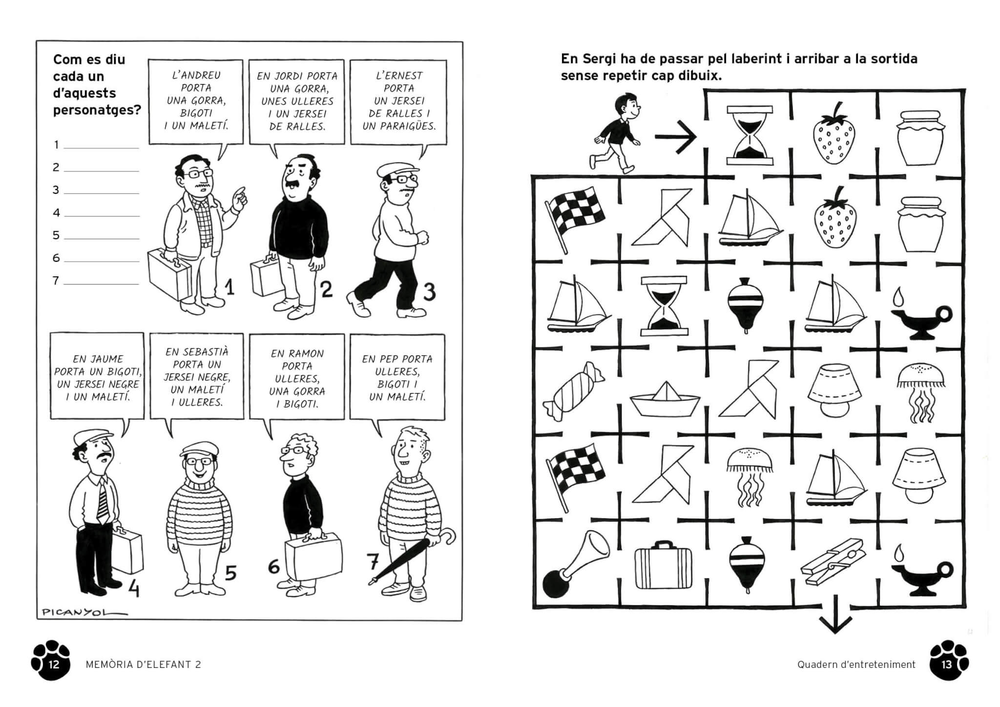 Com es diu
cada un
d'aquests
personatges?
1
2
3
4
5
6
7
L'ANDREU
PORTA
UNA GORRA,
BIGOTI
I UN MALETÍ.
EN JORDI PORTA
UNA GORRA,
UNES ULLERES
I UN JERSEI
DE RALLES.
L'ERNEST
PORTA
UN JERSEI
DE RALLES I
UN PARAIGÜES.
1
2
3
EN JAUME
PORTA UN BIGOTI,
UN JERSEI NEGRE
I UN MALETÍ.
EN SEBASTIÀ
PORTA UN
JERSEI NEGRE,
UN MALETÍ
I ULLERES.
EN RAMON
PORTA
ULLERES,
UNA GORRA
I BIGOTI.
EN PEP PORTA
ULLERES,
BIGOTI I
UN MALETÍ.
4
5
6
7
PICANYOL
12
MEMÒRIA D'ELEFANT 2
En Sergi ha de passar pel laberint i arribar a la sortida
sense repetir cap dibuix.
Quadern d'entreteniment
13